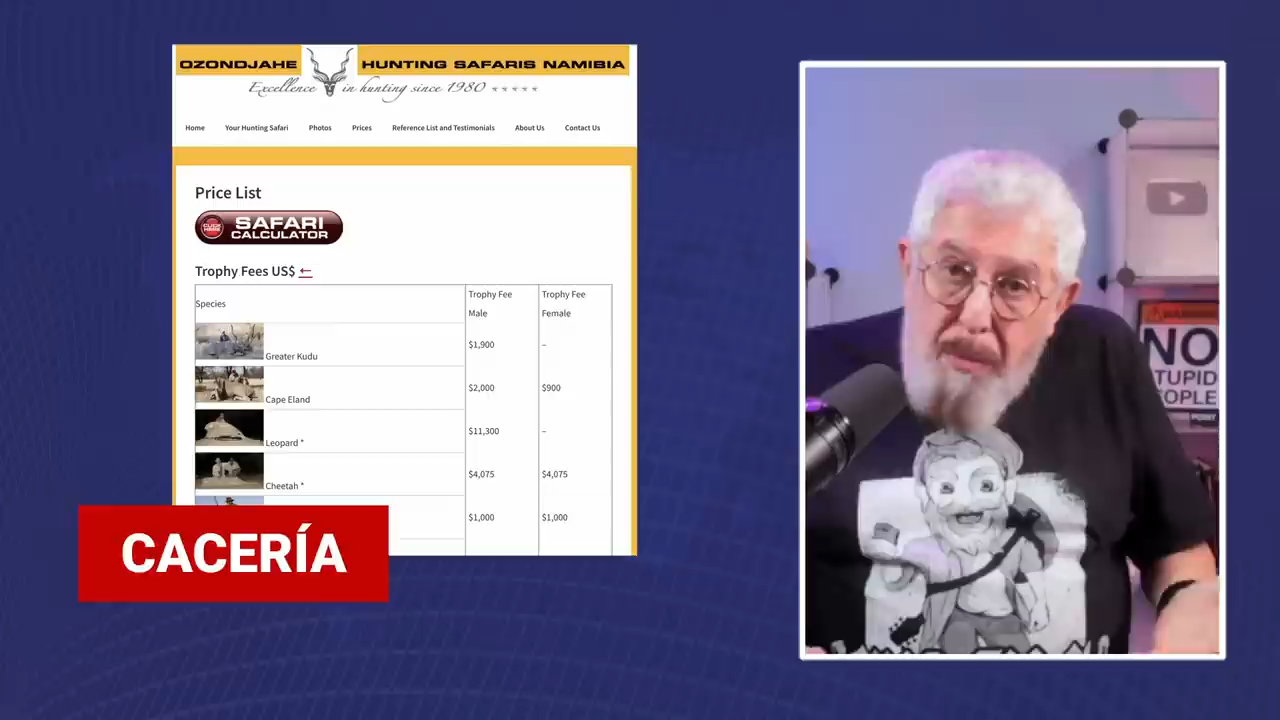 OZONDJAHE HUNTING SAFARIS NAMIBIA
Excellence in hunting since 1980
Home Your Hunting Safari Photos Prices Reference List and Testimonials About Us Contact Us
Price List
CLICK HERE SAFARI CALCULATOR
Trophy Fees US$ ←
Species Trophy Fee Male Trophy Fee Female
Greater Kudu $1,900 –
Cape Eland $2,000 $900
Leopard * $11,300 –
Cheetah * $4,075 $4,075
$1,000 $1,000
CACERÍA
NO